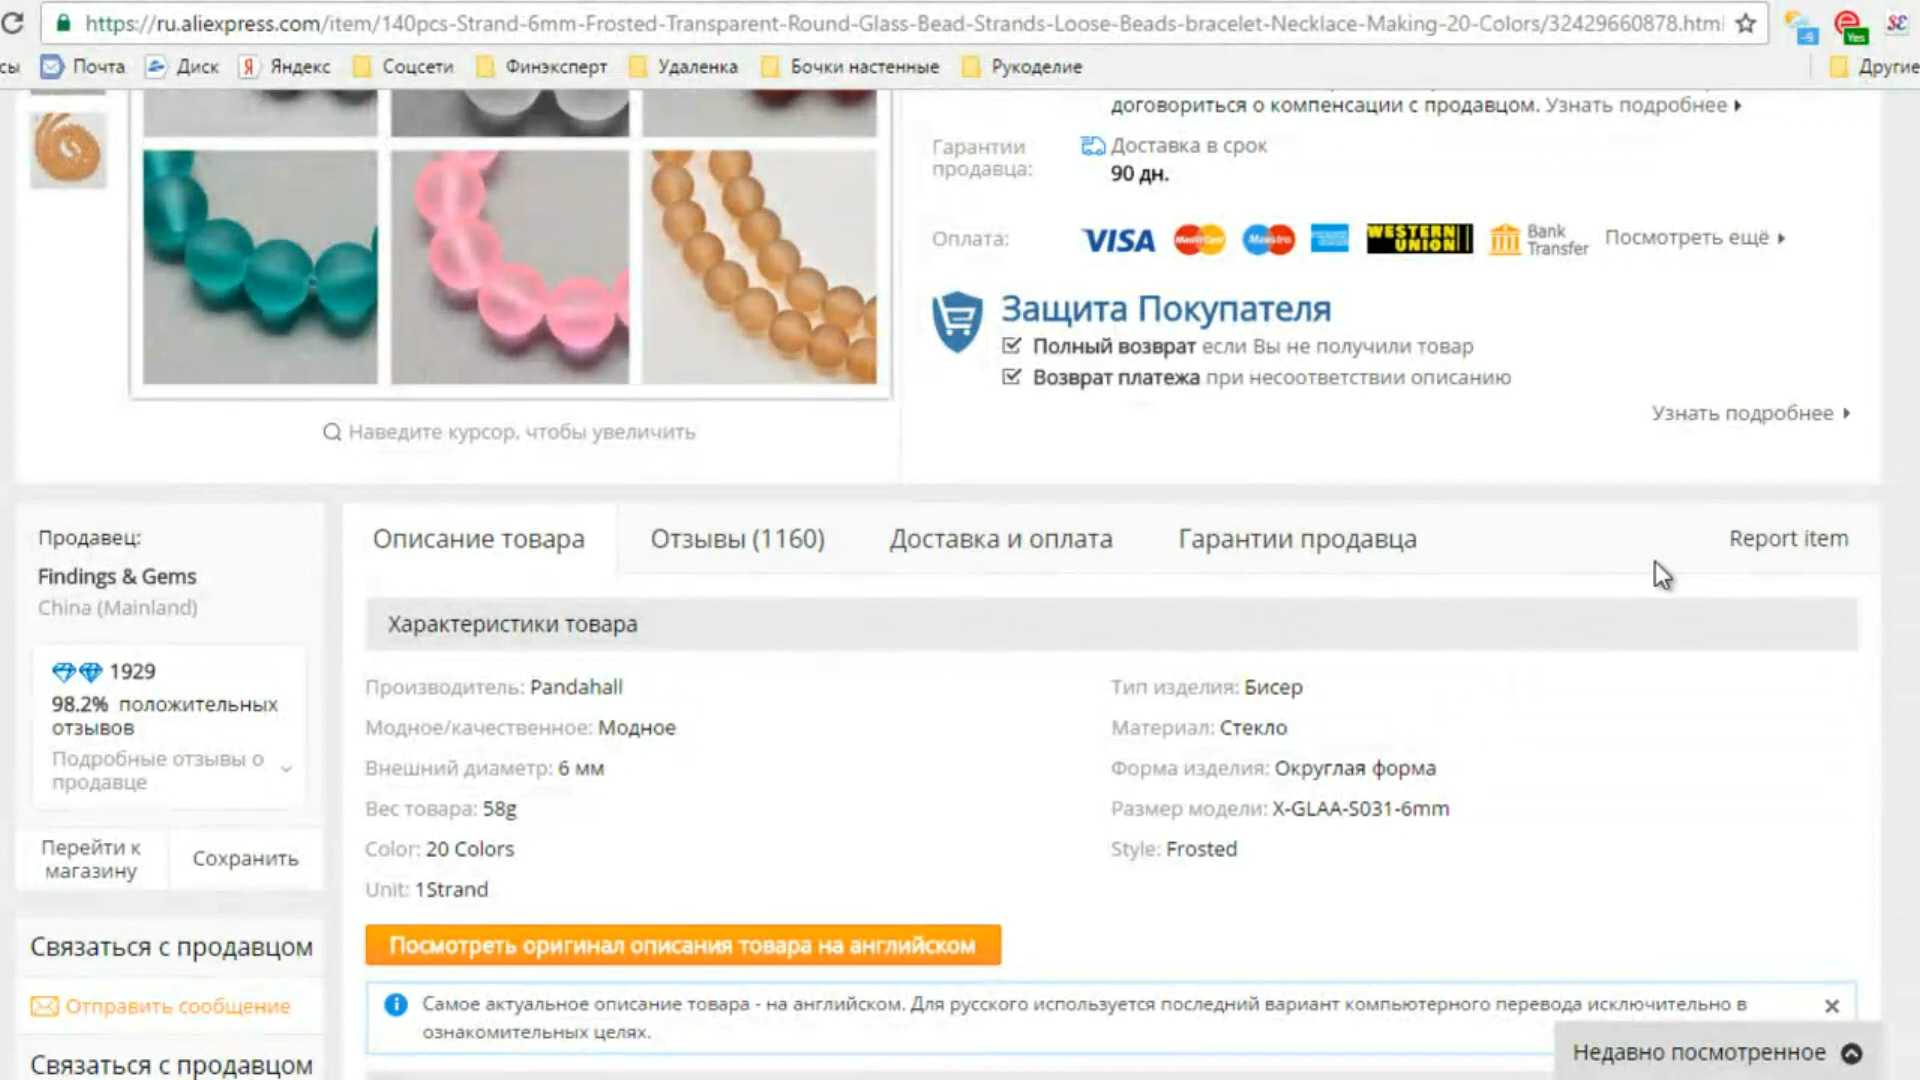 https://ru.aliexpress.com/item/140pcs-Strand-6mm-Frosted-Transparent-Round-Glass-Bead-Strands-Loose-Beads-bracelet-Necklace-Making-20-Colors/32429660878.html
сы Почта Диск Яндекс Соцсети Финэксперт Удаленка Бочки настенные Рукоделие Другие
договориться о компенсации с продавцом. Узнать подробнее
Гарантии продавца:
Доставка в срок
90 дн.
Оплата: VISA MasterCard Maestro WESTERN UNION Bank Transfer Посмотреть ещё
Защита Покупателя
Полный возврат если Вы не получили товар
Возврат платежа при несоответствии описанию
Узнать подробнее
Наведите курсор, чтобы увеличить
Продавец:
Findings & Gems
China (Mainland)
1929
98.2% положительных
отзывов
Подробные отзывы о
продавце
Перейти к
магазину
Сохранить
Связаться с продавцом
Отправить сообщение
Связаться с продавцом
Описание товара Отзывы (1160) Доставка и оплата Гарантии продавца Report item
Характеристики товара
Производитель: Pandahall
Тип изделия: Бисер
Модное/качественное: Модное
Материал: Стекло
Внешний диаметр: 6 мм
Форма изделия: Округлая форма
Вес товара: 58g
Размер модели: X-GLAA-S031-6mm
Color: 20 Colors
Style: Frosted
Unit: 1Strand
Посмотреть оригинал описания товара на английском
Самое актуальное описание товара - на английском. Для русского используется последний вариант компьютерного перевода исключительно в
ознакомительных целях.
Недавно посмотренное